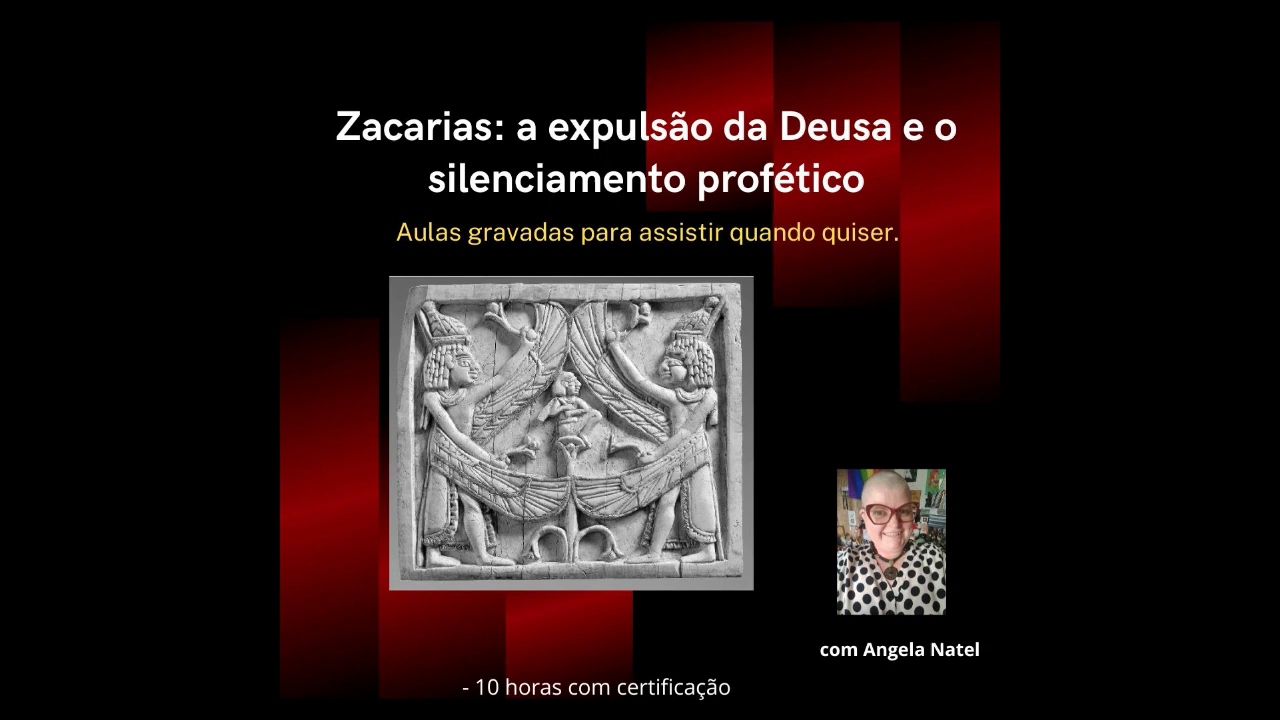 Zacarias: a expulsão da Deusa e o
silenciamento profético
Aulas gravadas para assistir quando quiser.
com Angela Natel
- 10 horas com certificação